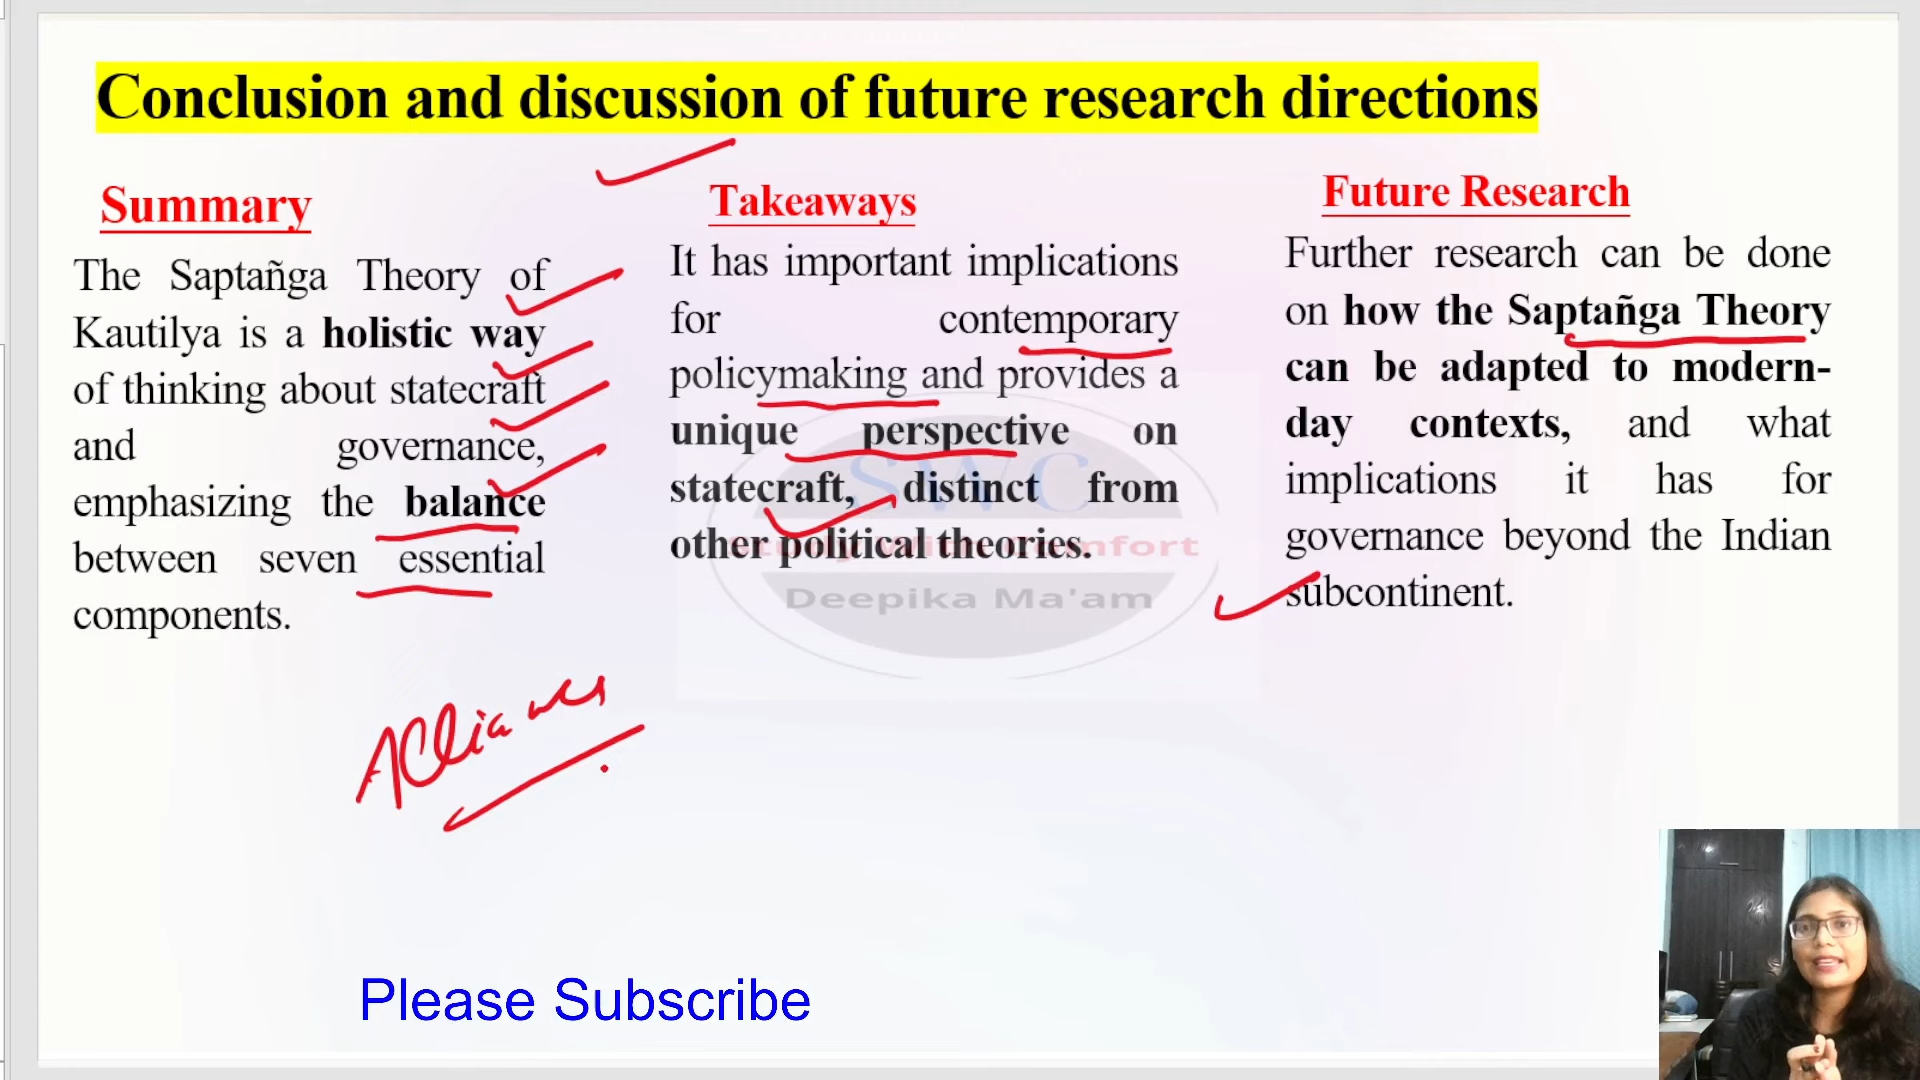 Conclusion and discussion of future research directions
Summary
The Saptañga Theory of
Kautilya is a holistic way
of thinking about statecraft
and governance,
emphasizing the balance
between seven essential
components.
Takeaways
It has important implications
for contemporary
policymaking and provides a
unique perspective on
statecraft, distinct from
other political theories.
Future Research
Further research can be done
on how the Saptañga Theory
can be adapted to modern-
day contexts, and what
implications it has for
governance beyond the Indian
subcontinent.
SWC
Study With Comfort
Deepika Ma'am
Please Subscribe